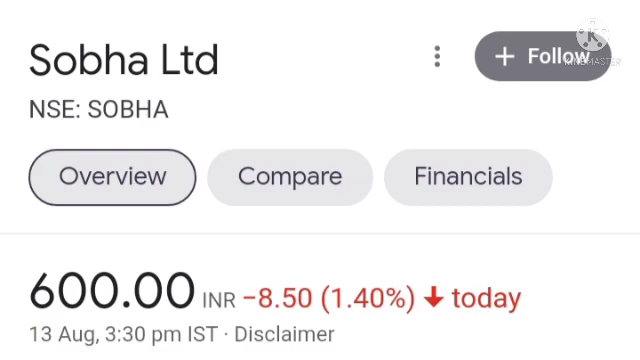 Sobha Ltd
+ Follow
KINEMASTER
NSE: SOBHA
Overview
Compare
Financials
600.00 INR −8.50 (1.40%) ↓ today
13 Aug, 3:30 pm IST · Disclaimer